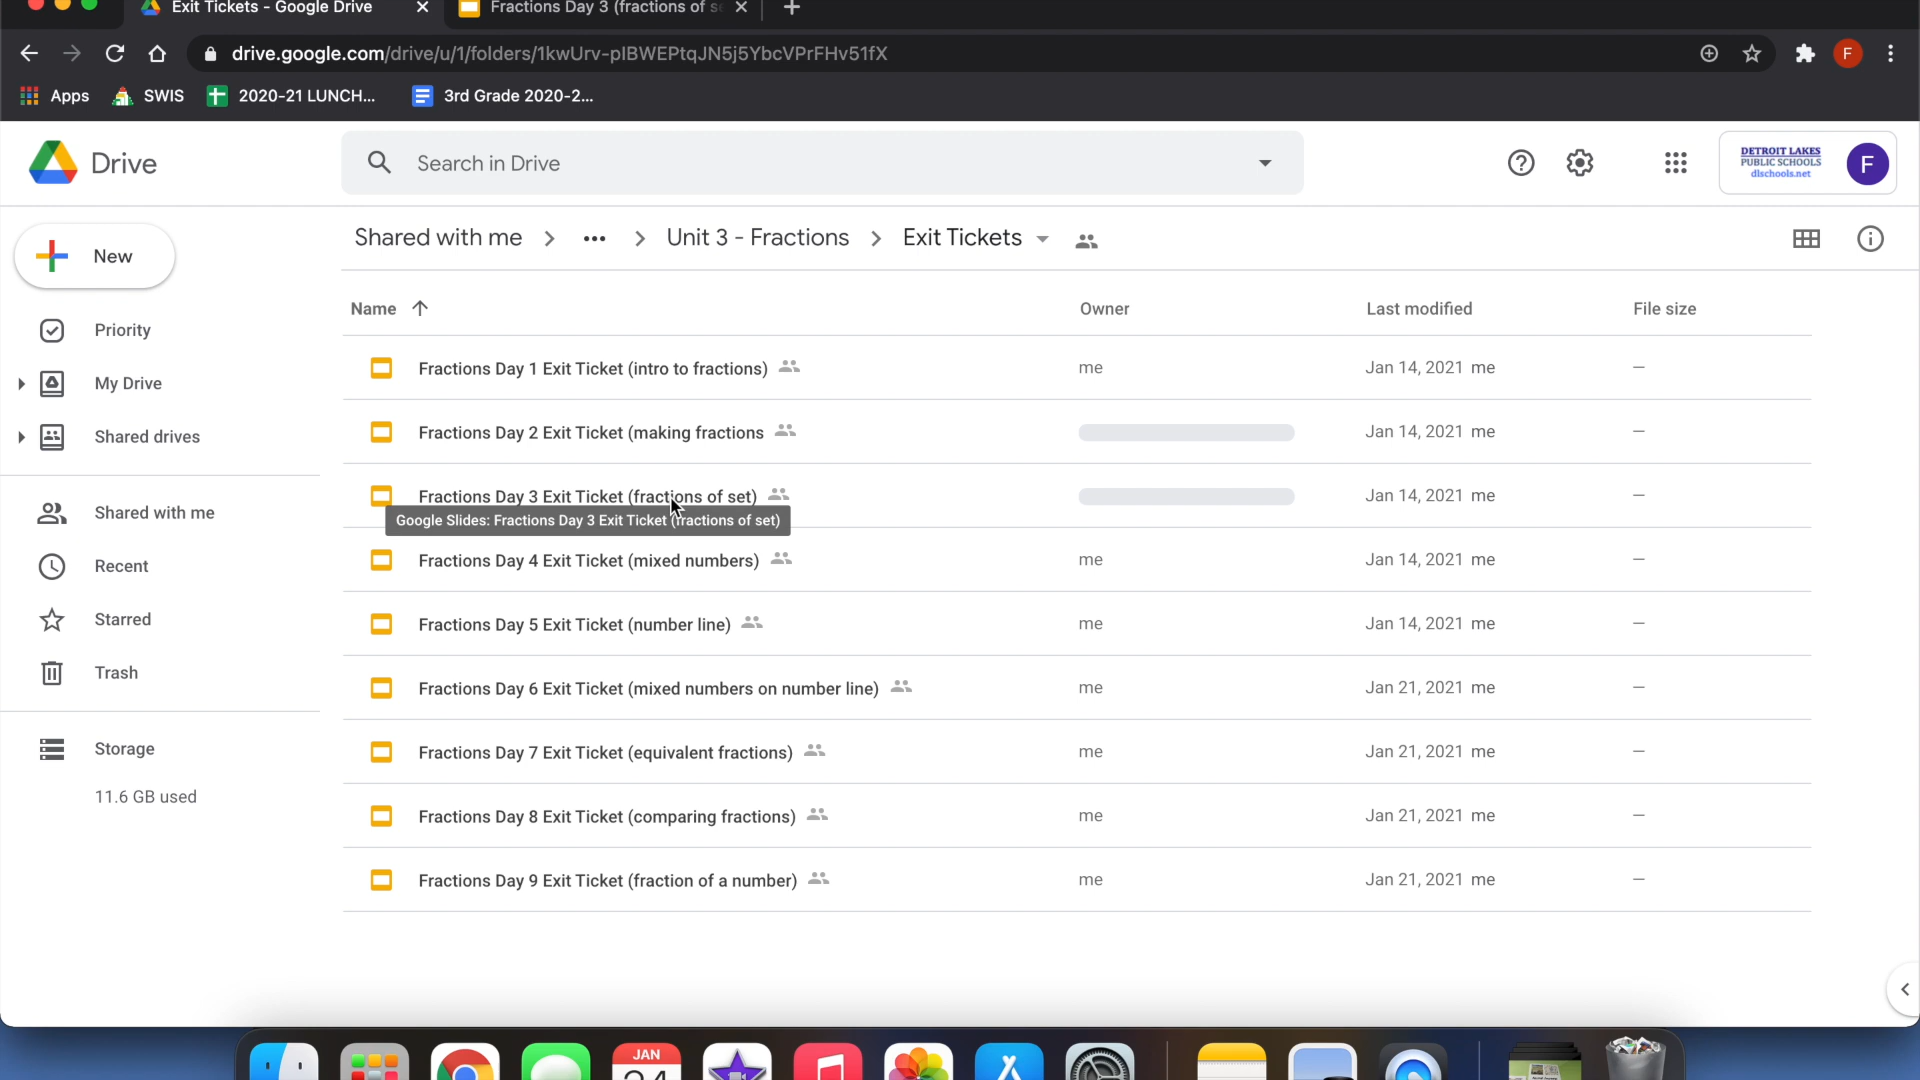 Exit Tickets - Google Drive
Fractions Day 3 (fractions of se
drive.google.com/drive/u/1/folders/1kwUrv-pIBWEPtqJN5j5YbcVPrFHv51fX
F
Apps SWIS 2020-21 LUNCH... 3rd Grade 2020-2...
Drive
Search in Drive
DETROIT LAKES
PUBLIC SCHOOLS
dlschools.net
F
New
Shared with me > ... > Unit 3 - Fractions > Exit Tickets
Name Owner Last modified File size
Priority
My Drive
Shared drives
Shared with me
Recent
Starred
Trash
Storage
11.6 GB used
Fractions Day 1 Exit Ticket (intro to fractions) me Jan 14, 2021 me –
Fractions Day 2 Exit Ticket (making fractions Jan 14, 2021 me –
Fractions Day 3 Exit Ticket (fractions of set) Jan 14, 2021 me –
Google Slides: Fractions Day 3 Exit Ticket (fractions of set)
Fractions Day 4 Exit Ticket (mixed numbers) me Jan 14, 2021 me –
Fractions Day 5 Exit Ticket (number line) me Jan 14, 2021 me –
Fractions Day 6 Exit Ticket (mixed numbers on number line) me Jan 21, 2021 me –
Fractions Day 7 Exit Ticket (equivalent fractions) me Jan 21, 2021 me –
Fractions Day 8 Exit Ticket (comparing fractions) me Jan 21, 2021 me –
Fractions Day 9 Exit Ticket (fraction of a number) me Jan 21, 2021 me –
JAN